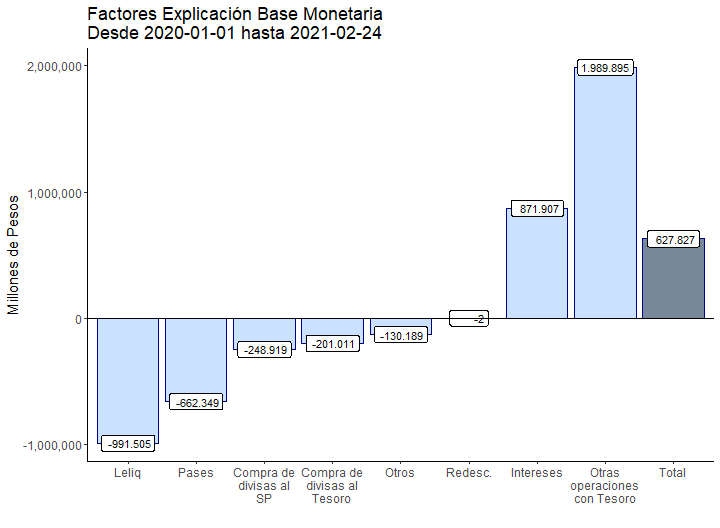 Factores Explicación Base Monetaria
Desde 2020-01-01 hasta 2021-02-24
Millones de Pesos
2,000,000
1,000,000
0
-1,000,000
-991.505
-662.349
-248.919
-201.011
-130.189
-2
871.907
1.989.895
627.827
Leliq
Pases
Compra de
divisas al
SP
Compra de
divisas al
Tesoro
Otros
Redesc.
Intereses
Otras
operaciones
con Tesoro
Total